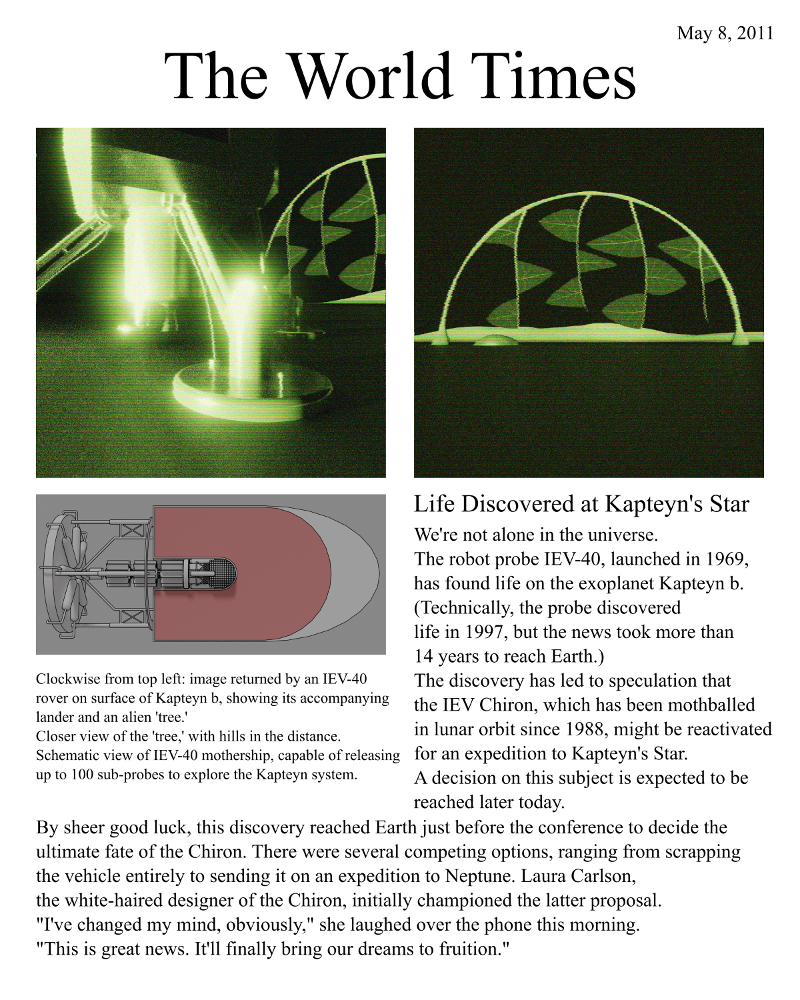 May 8, 2011
The World Times
Clockwise from top left: image returned by an IEV-40
rover on surface of Kapteyn b, showing its accompanying
lander and an alien 'tree.'
Closer view of the 'tree,' with hills in the distance.
Schematic view of IEV-40 mothership, capable of releasing
up to 100 sub-probes to explore the Kapteyn system.
Life Discovered at Kapteyn's Star
We're not alone in the universe.
The robot probe IEV-40, launched in 1969,
has found life on the exoplanet Kapteyn b.
(Technically, the probe discovered
life in 1997, but the news took more than
14 years to reach Earth.)
The discovery has led to speculation that
the IEV Chiron, which has been mothballed
in lunar orbit since 1988, might be reactivated
for an expedition to Kapteyn's Star.
A decision on this subject is expected to be
reached later today.
By sheer good luck, this discovery reached Earth just before the conference to decide the
ultimate fate of the Chiron. There were several competing options, ranging from scrapping
the vehicle entirely to sending it on an expedition to Neptune. Laura Carlson,
the white-haired designer of the Chiron, initially championed the latter proposal.
"I've changed my mind, obviously," she laughed over the phone this morning.
"This is great news. It'll finally bring our dreams to fruition."